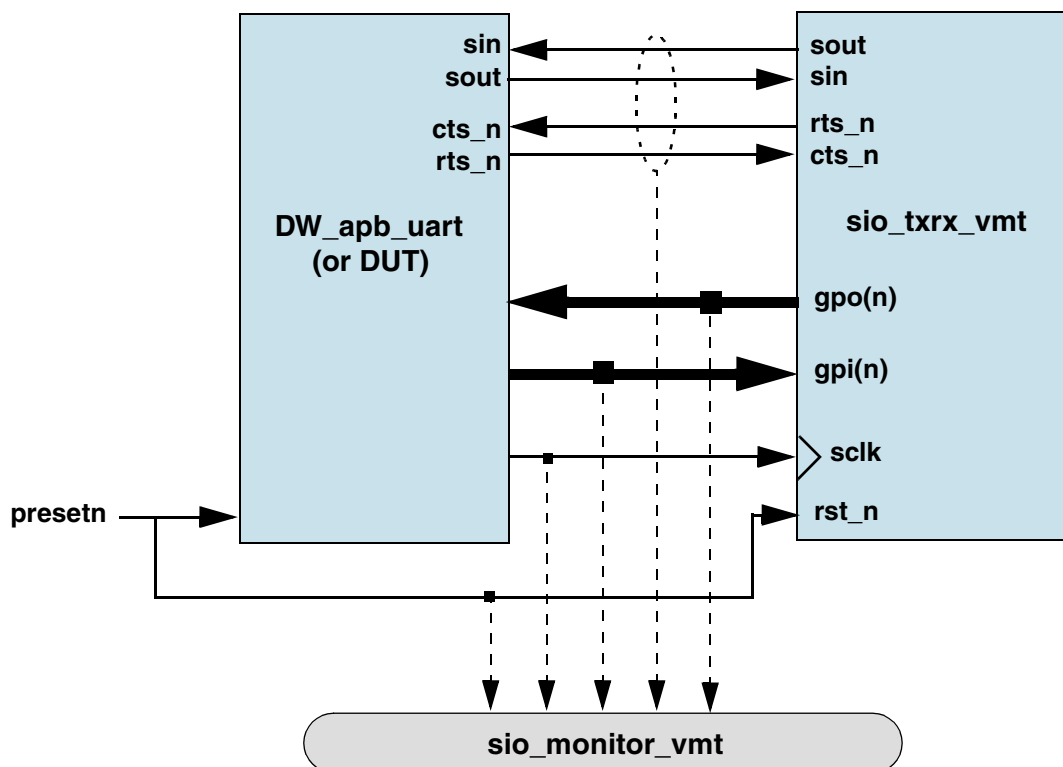 sin
sout
cts_n
rts_n
DW_apb_uart
(or DUT)
sout
sin
rts_n
cts_n
sio_txrx_vmt
gpo(n)
gpi(n)
sclk
rst_n
presetn
sio_monitor_vmt